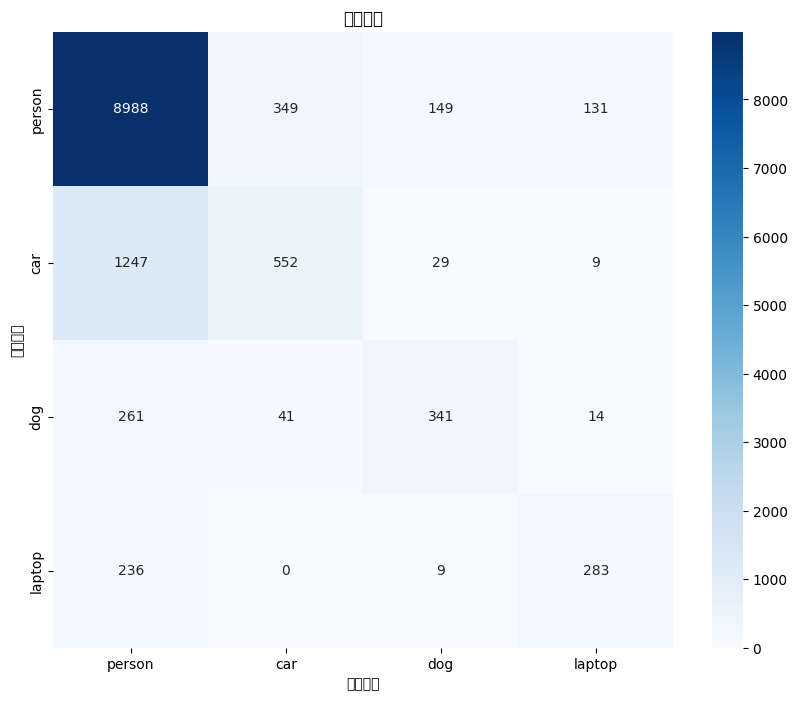 person 8988 349 149 131
car 1247 552 29 9
dog 261 41 341 14
laptop 236 0 9 283
person car dog laptop
8000
7000
6000
5000
4000
3000
2000
1000
0